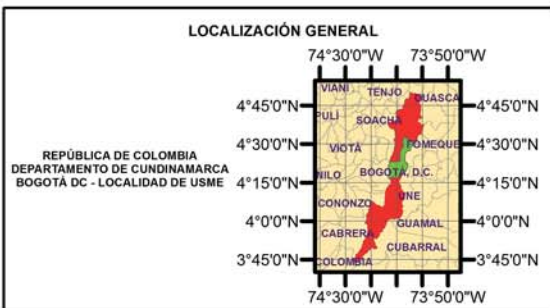 LOCALIZACIÓN GENERAL
74°30'0"W 73°50'0"W
VIANI TENJO GUASCA
4°45'0"N 4°45'0"N
PULÍ SOACHA
4°30'0"N FOMEQUE 4°30'0"N
VIOTÁ
REPÚBLICA DE COLOMBIA
DEPARTAMENTO DE CUNDINAMARCA
BOGOTÁ DC - LOCALIDAD DE USME
NILO BOGOTÁ, D.C.
4°15'0"N 4°15'0"N
CONONZO UNE
4°0'0"N GUAMAL 4°0'0"N
CABRERA
CUBARRAL
3°45'0"N COLOMBIA 3°45'0"N
74°30'0"W 73°50'0"W